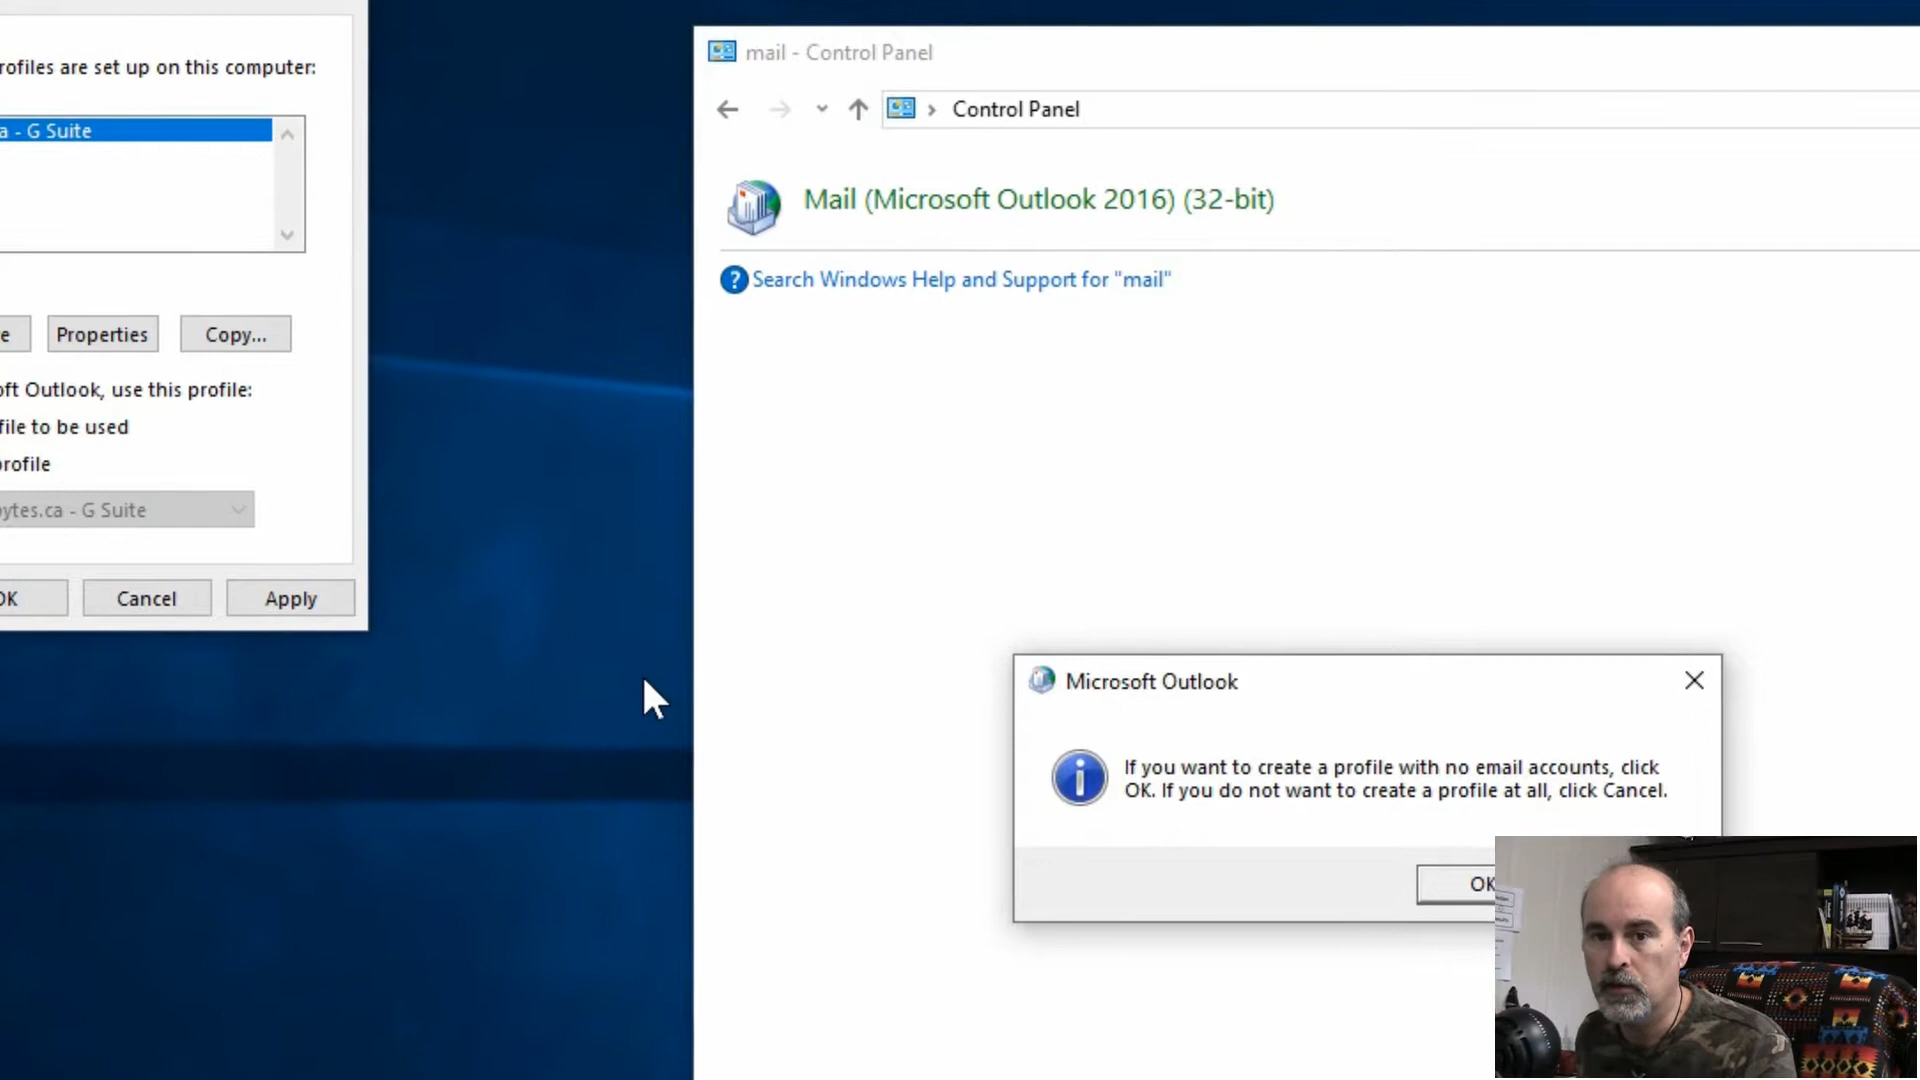 rofiles are set up on this computer:
a - G Suite
e
Properties
Copy...
oft Outlook, use this profile:
file to be used
profile
bytes.ca - G Suite
OK
Cancel
Apply
mail - Control Panel
Control Panel
Mail (Microsoft Outlook 2016) (32-bit)
? Search Windows Help and Support for "mail"
Microsoft Outlook
If you want to create a profile with no email accounts, click
OK. If you do not want to create a profile at all, click Cancel.
OK